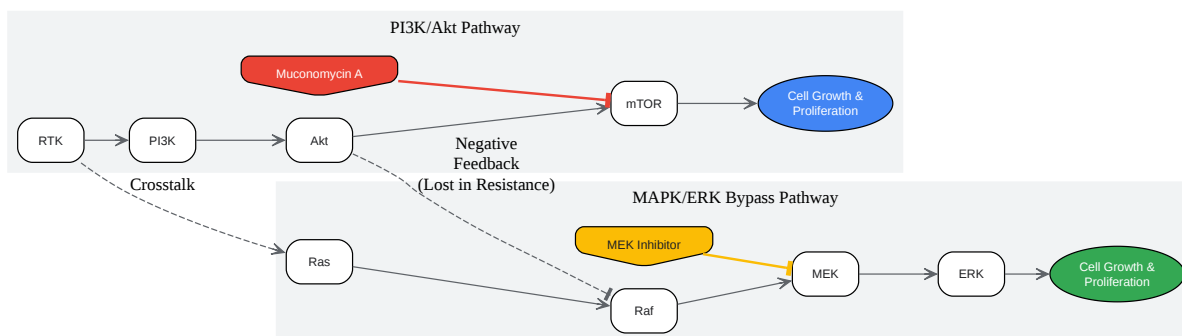 PI3K/Akt Pathway
Muconomycin A
mTOR
Cell Growth &
Proliferation
RTK
PI3K
Akt
Negative
Feedback
(Lost in Resistance)
Crosstalk
MAPK/ERK Bypass Pathway
MEK Inhibitor
Ras
MEK
ERK
Cell Growth &
Proliferation
Raf